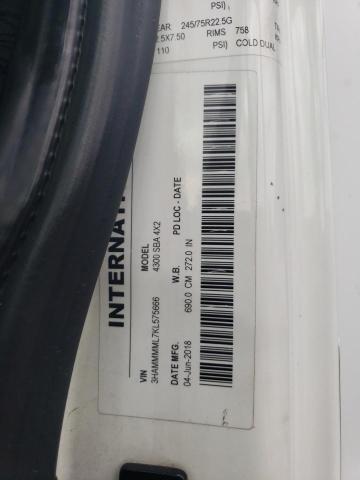 PSI)
EAR 245/75R22.5G
2.5X7.50 RIMS 758
110 PSI) COLD DUAL
INTERNAT
MODEL
4300 SBA 4X2
VIN
3HAMMMML7KL575666
PD LOC - DATE
W.B.
690.0 CM 272.0 IN
DATE MFG.
04-Jun-2018